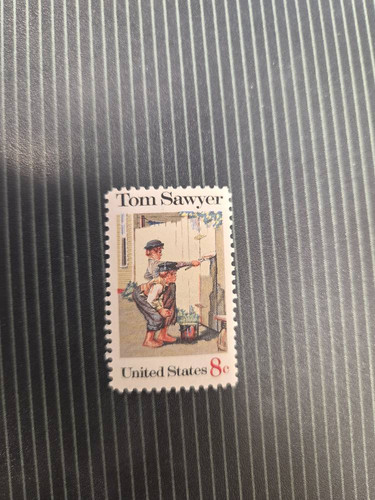 Tom Sawyer
United States 8c